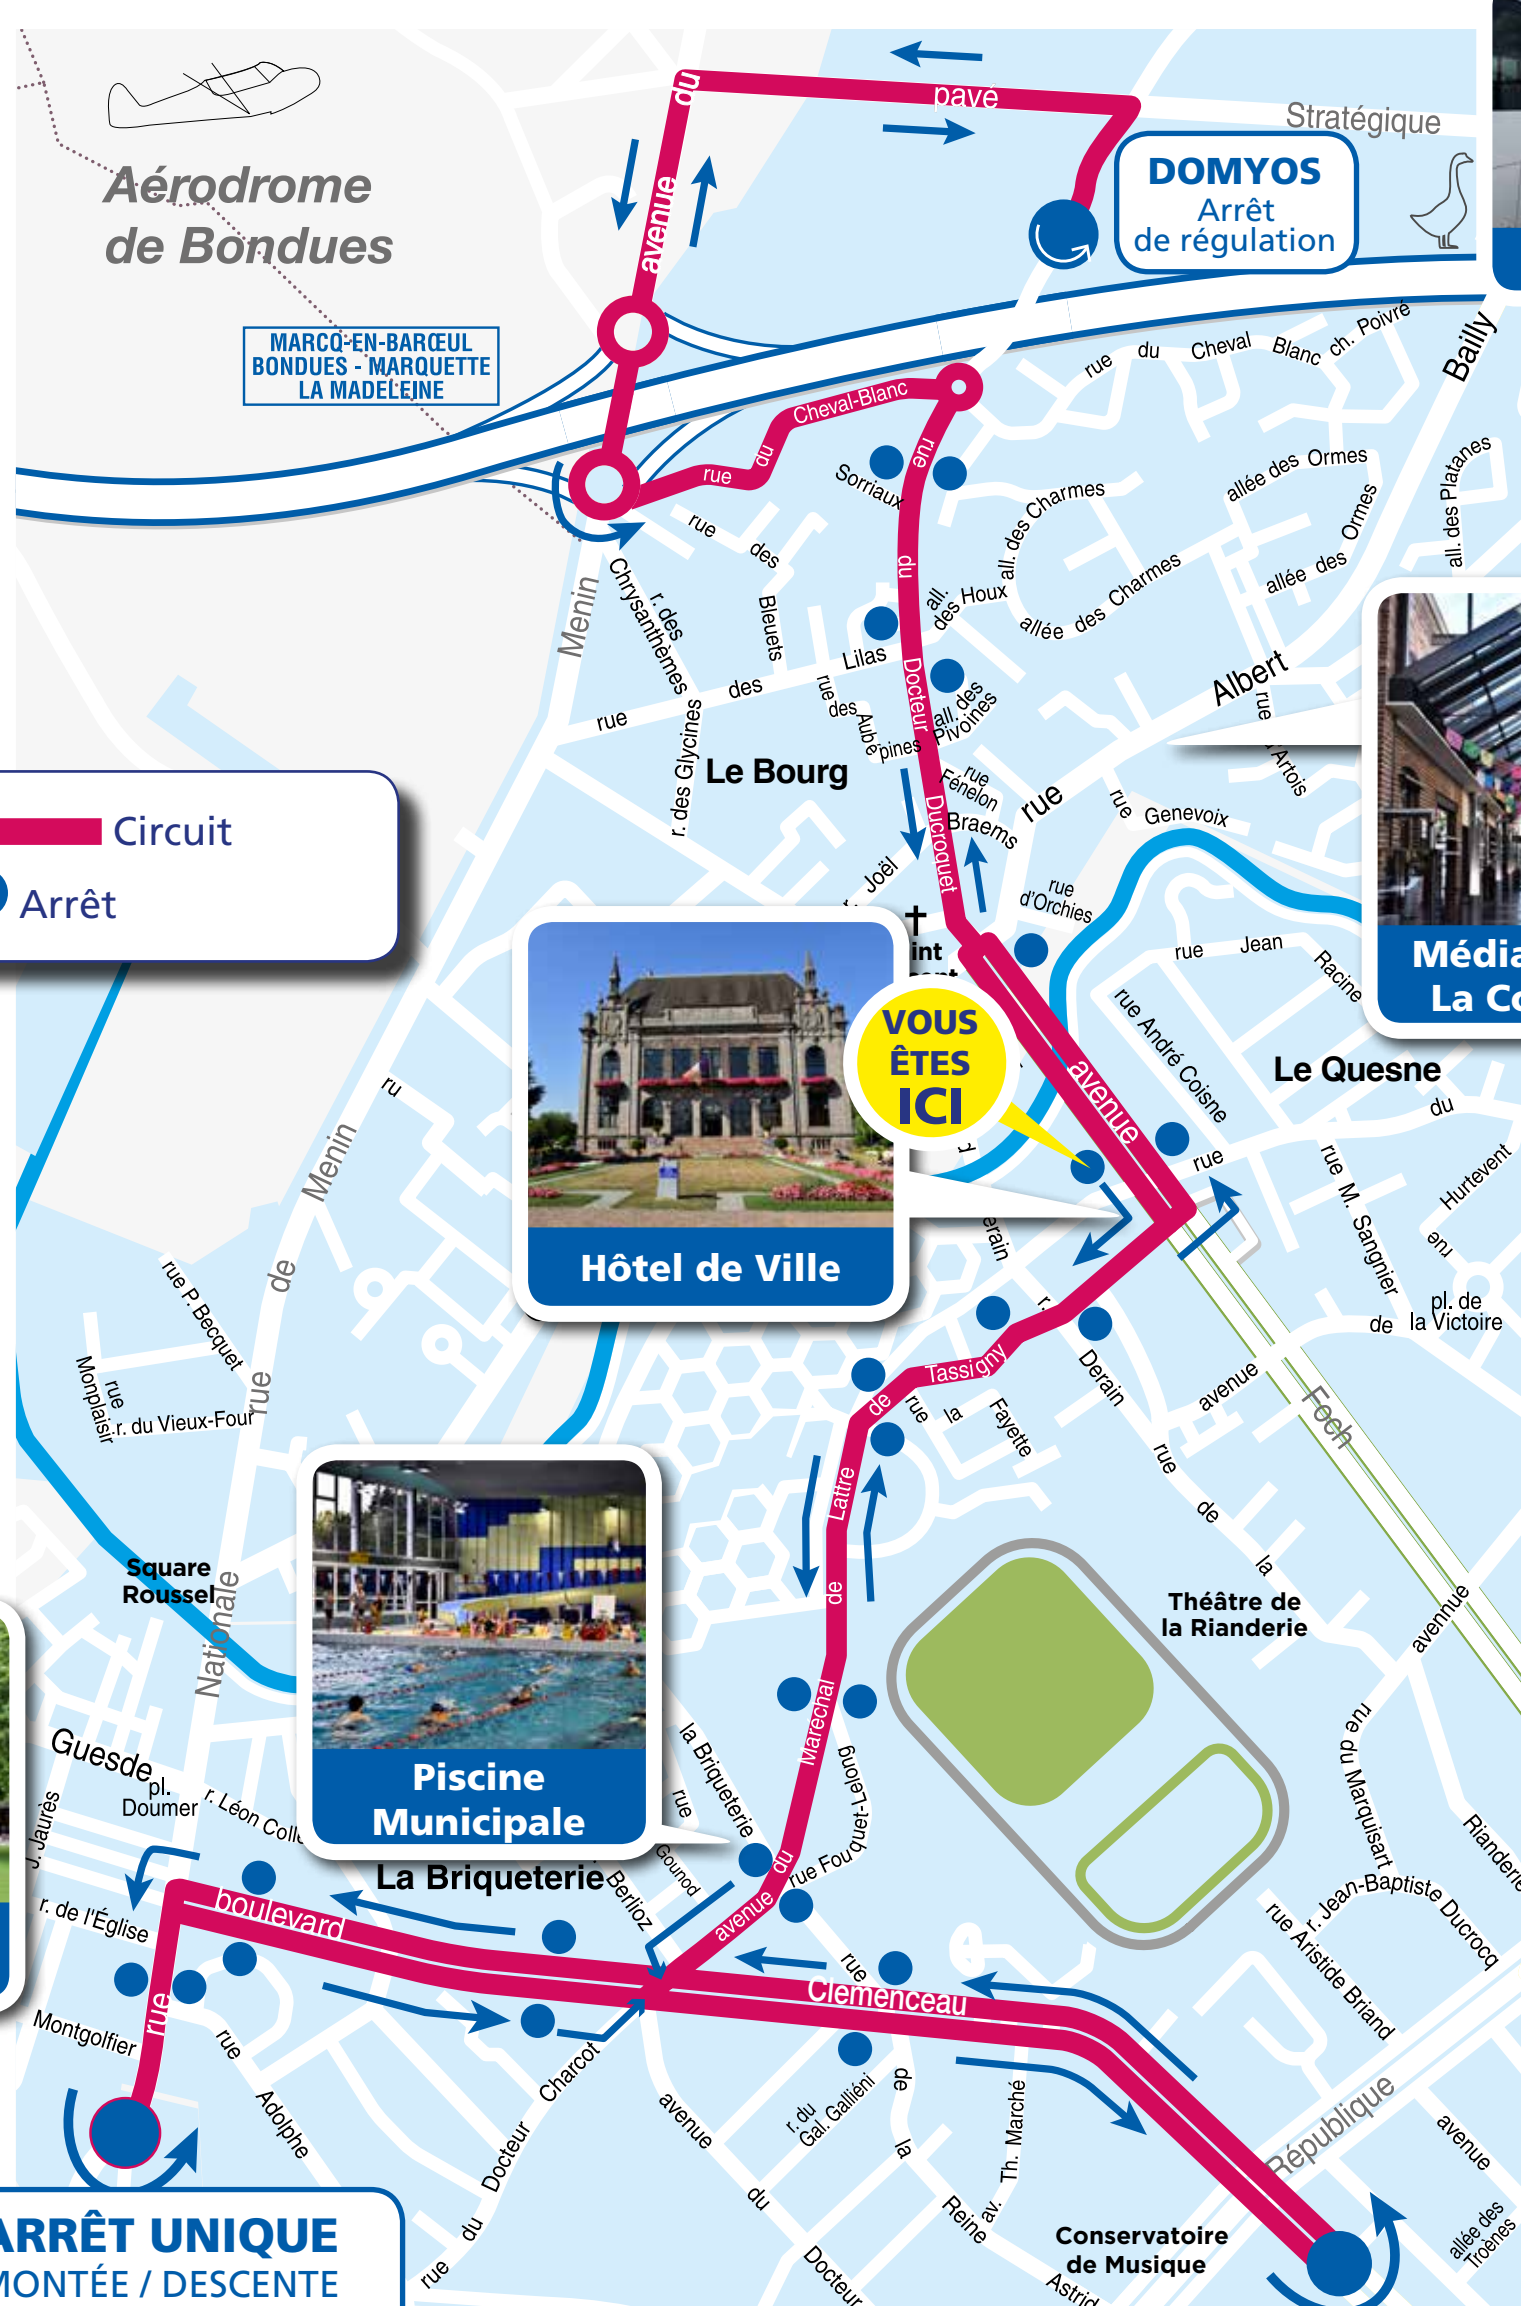 du
pavé
Stratégique
Aérodrome
de Bondues
avenue
DOMYOS
Arrêt
de régulation
MARCQ-EN-BARŒUL
BONDUES - MARQUETTE
LA MADELEINE
rue du Cheval Blanc
ch. Poivré
Bailly
rue du Cheval-Blanc
rue
Sorriaux
allée des Ormes
all. des Platanes
all. des Charmes
allée des Ormes
rue des Bleuets
du
Menin
Chrysanthèmes
r. des
all. des Houx
allée des Charmes
Lilas
des
rue
Docteur
Albert
rue
d'Artois
rue des Aubépines
all. des Pivoines
r. des Glycines
Le Bourg
rue Fénelon
Braems
rue
rue Genevoix
Ducroquet
r. Joël
rue d'Orchies
Circuit
Arrêt
rue Jean Racine
Média
La Co
VOUS
ÊTES
ICI
rue André Coisne
Le Quesne
avenue
du
rue
Hurtevent
rue
rue M. Sangnier
Menin
de
rue
Hôtel de Ville
pl. de
la Victoire
de
avenue
Foch
r.
Derain
rue P. Becquet
rue Monplaisir
r. du Vieux-Four
Tassigny
de
rue la Fayette
Lattre
de
rue de la
Square
Roussel
Nationale
Théâtre de
la Rianderie
avennue
rue du Marquisart
Rianderie
Maréchal
la Briqueterie
rue Gounod
rue Fouquet-Lelong
Guesde
pl.
Doumer
r. Léon Colle
J. Jaurès
Piscine
Municipale
La Briqueterie
Berlioz
du
avenue
r. de l'Église
boulevard
r. Jean-Baptiste Ducrocq
rue Aristide Briand
rue
Clemenceau
rue
Montgolfier
rue Adolphe
rue du Docteur Charcot
avenue du Docteur
r. du
Gal. Galliéni
de la Reine
av. Th. Marché
Astrid
République
avenue
allée des
Troènes
Conservatoire
de Musique
ARRÊT UNIQUE
MONTÉE / DESCENTE